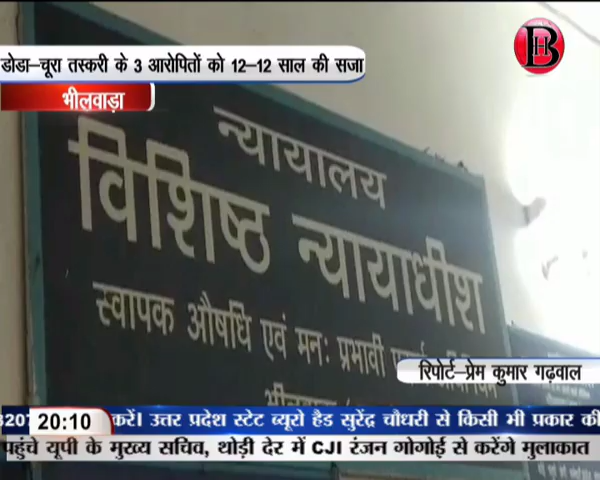 डोडा–चूरा तस्करी के 3 आरोपितों को 12–12 साल की सजा
BH
भीलवाड़ा
न्यायालय
विशिष्ठ न्यायाधीश
स्वापक औषधि एवं मनः प्रभावी
रिपोर्ट–प्रेम कुमार गढ़वाल
20:10 करें। उत्तर प्रदेश स्टेट ब्यूरो हैड सुरेंद्र चौधरी से किसी भी प्रकार की
पहुंचे यूपी के मुख्य सचिव, थोड़ी देर में CJI रंजन गोगोई से करेंगे मुलाकात